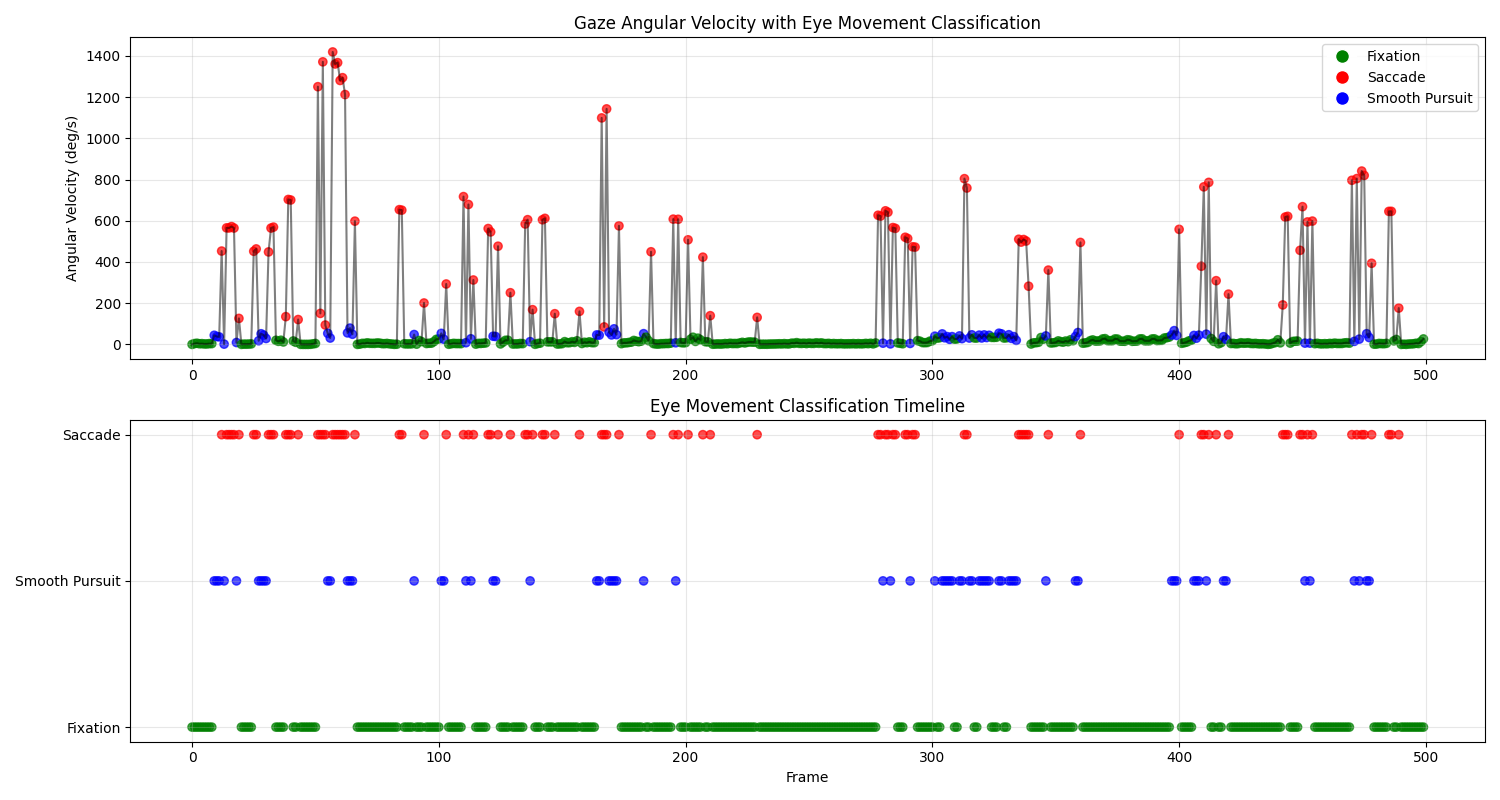 Gaze Angular Velocity with Eye Movement Classification
Angular Velocity (deg/s)
1400
1200
1000
800
600
400
200
0
Fixation
Saccade
Smooth Pursuit
0 100 200 300 400 500
Eye Movement Classification Timeline
Saccade
Smooth Pursuit
Fixation
0 100 200 300 400 500
Frame